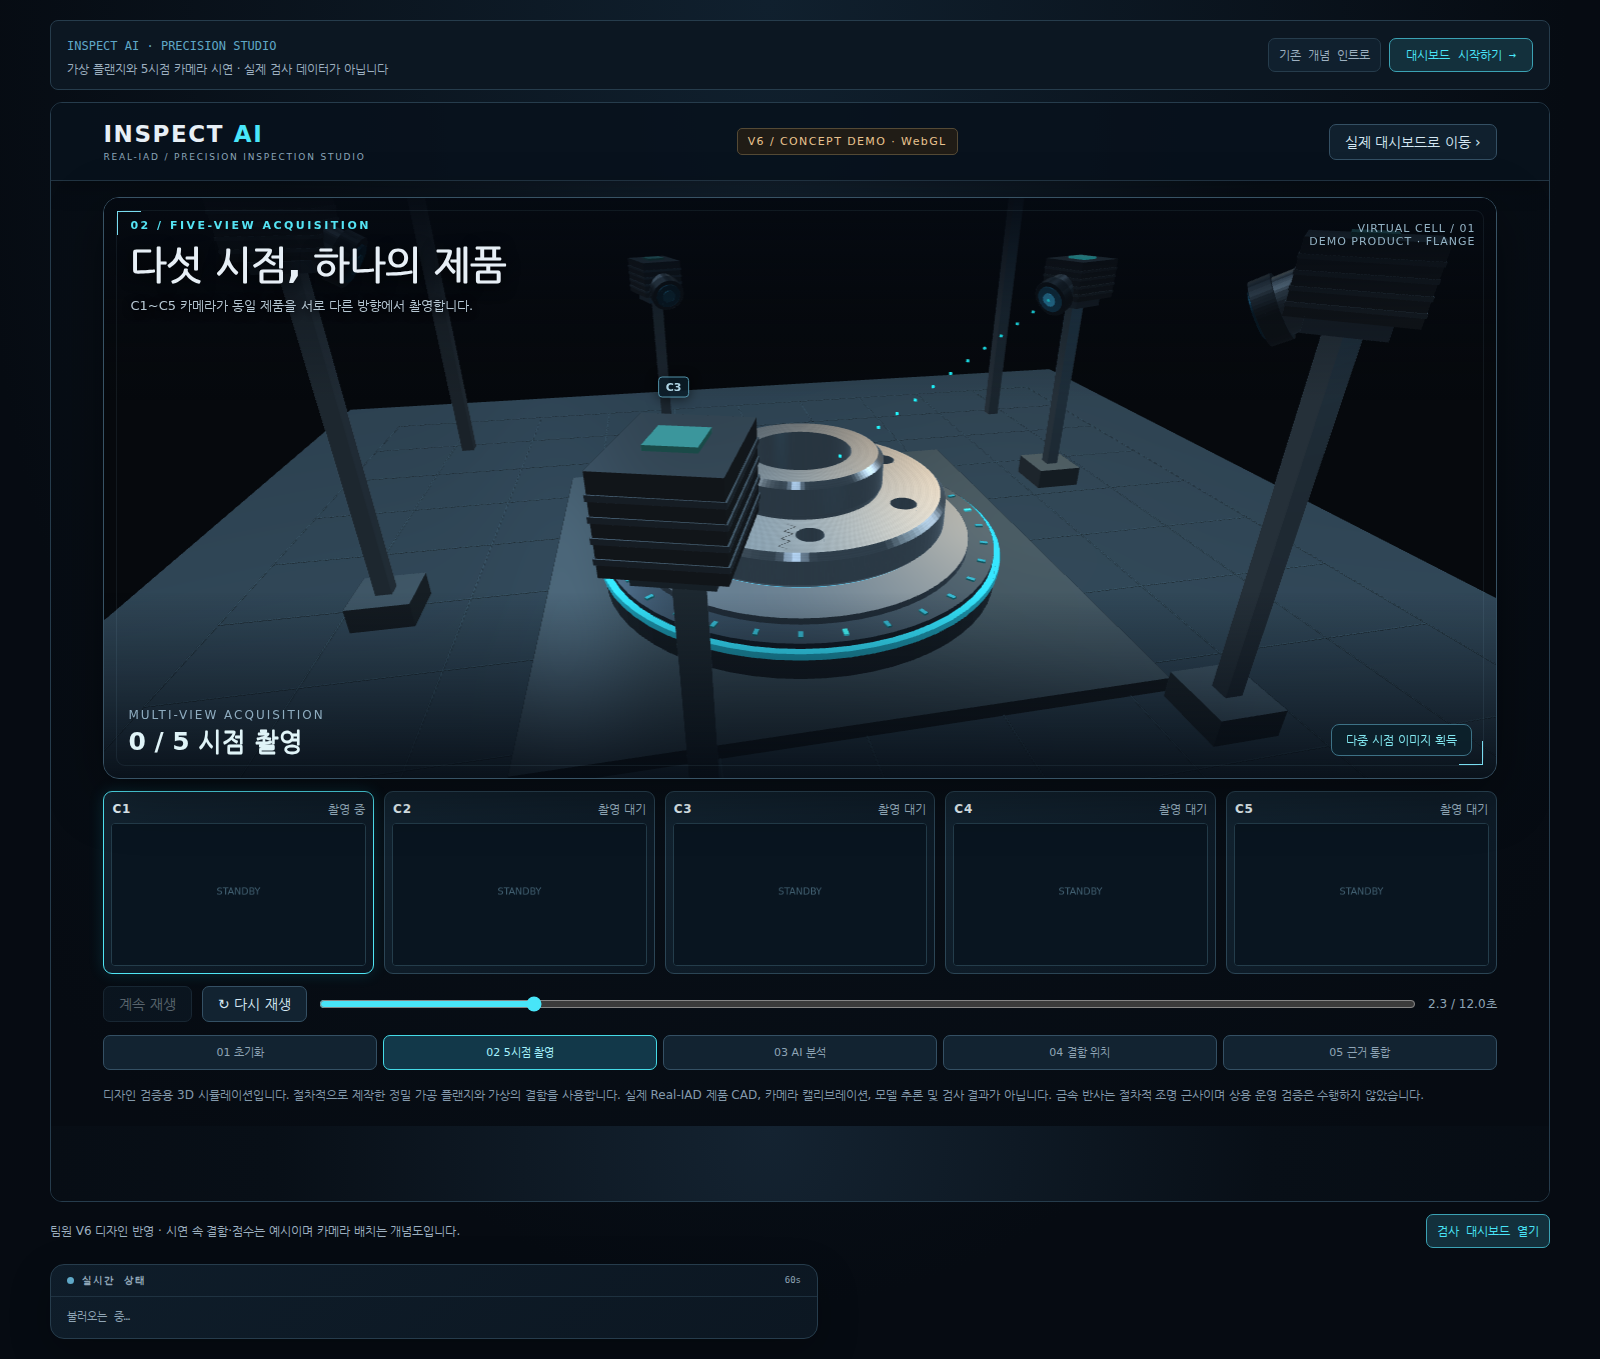 INSPECT AI · PRECISION STUDIO
가상 플랜지와 5시점 카메라 시연 · 실제 검사 데이터가 아닙니다
기존 개념 인트로
대시보드 시작하기 →
INSPECT AI
REAL-IAD / PRECISION INSPECTION STUDIO
V6 / CONCEPT DEMO · WebGL
실제 대시보드로 이동 ›
02 / FIVE-VIEW ACQUISITION
다섯 시점, 하나의 제품
C1~C5 카메라가 동일 제품을 서로 다른 방향에서 촬영합니다.
VIRTUAL CELL / 01
DEMO PRODUCT · FLANGE
C3
MULTI-VIEW ACQUISITION
0 / 5 시점 촬영
다중 시점 이미지 획득
C1 촬영 중
STANDBY
C2 촬영 대기
STANDBY
C3 촬영 대기
STANDBY
C4 촬영 대기
STANDBY
C5 촬영 대기
STANDBY
계속 재생
↻ 다시 재생
2.3 / 12.0초
01 초기화
02 5시점 촬영
03 AI 분석
04 결함 위치
05 근거 통합
디자인 검증용 3D 시뮬레이션입니다. 절차적으로 제작한 정밀 가공 플랜지와 가상의 결함을 사용합니다. 실제 Real-IAD 제품 CAD, 카메라 캘리브레이션, 모델 추론 및 검사 결과가 아닙니다. 금속 반사는 절차적 조명 근사이며 상용 운영 검증은 수행하지 않았습니다.
팀원 V6 디자인 반영 · 시연 속 결함·점수는 예시이며 카메라 배치는 개념도입니다.
검사 대시보드 열기
실시간 상태
60s
불러오는 중…